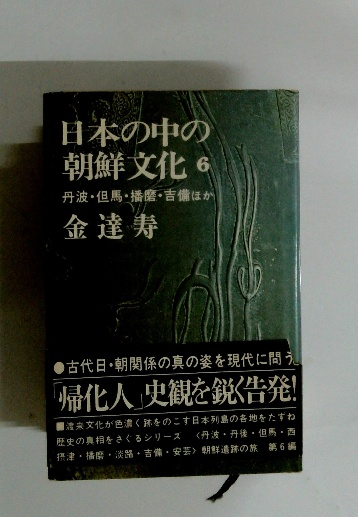 日本の中の
朝鮮文化 6
丹波・但馬・播磨・吉備ほか
金達寿
●古代日・朝関係の真の姿を現代に問う
「帰化人」史観を鋭く告発!
■渡来文化が色濃く跡をのこす日本列島の各地をたずね
歴史の真相をさぐるシリーズ 〈丹波・丹後・但馬・西
摂津・播磨・淡路・吉備・安芸〉朝鮮遺跡の旅 第6編